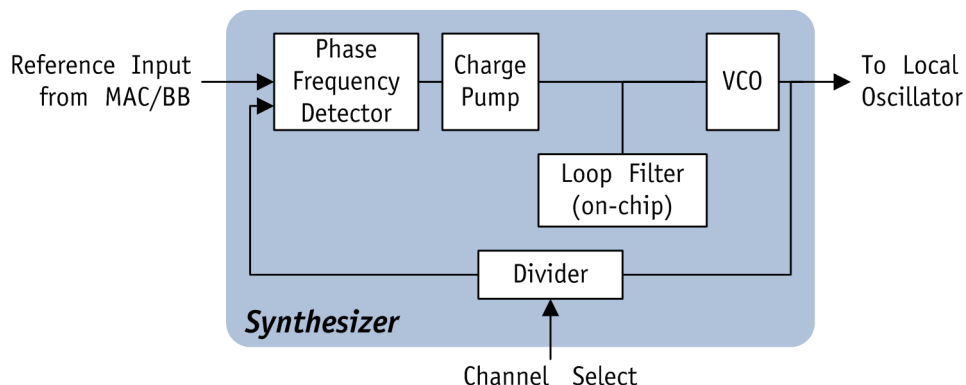 Reference Input
from MAC/BB
Phase
Frequency
Detector
Charge
Pump
VCO
To Local
Oscillator
Loop Filter
(on-chip)
Divider
Synthesizer
Channel Select